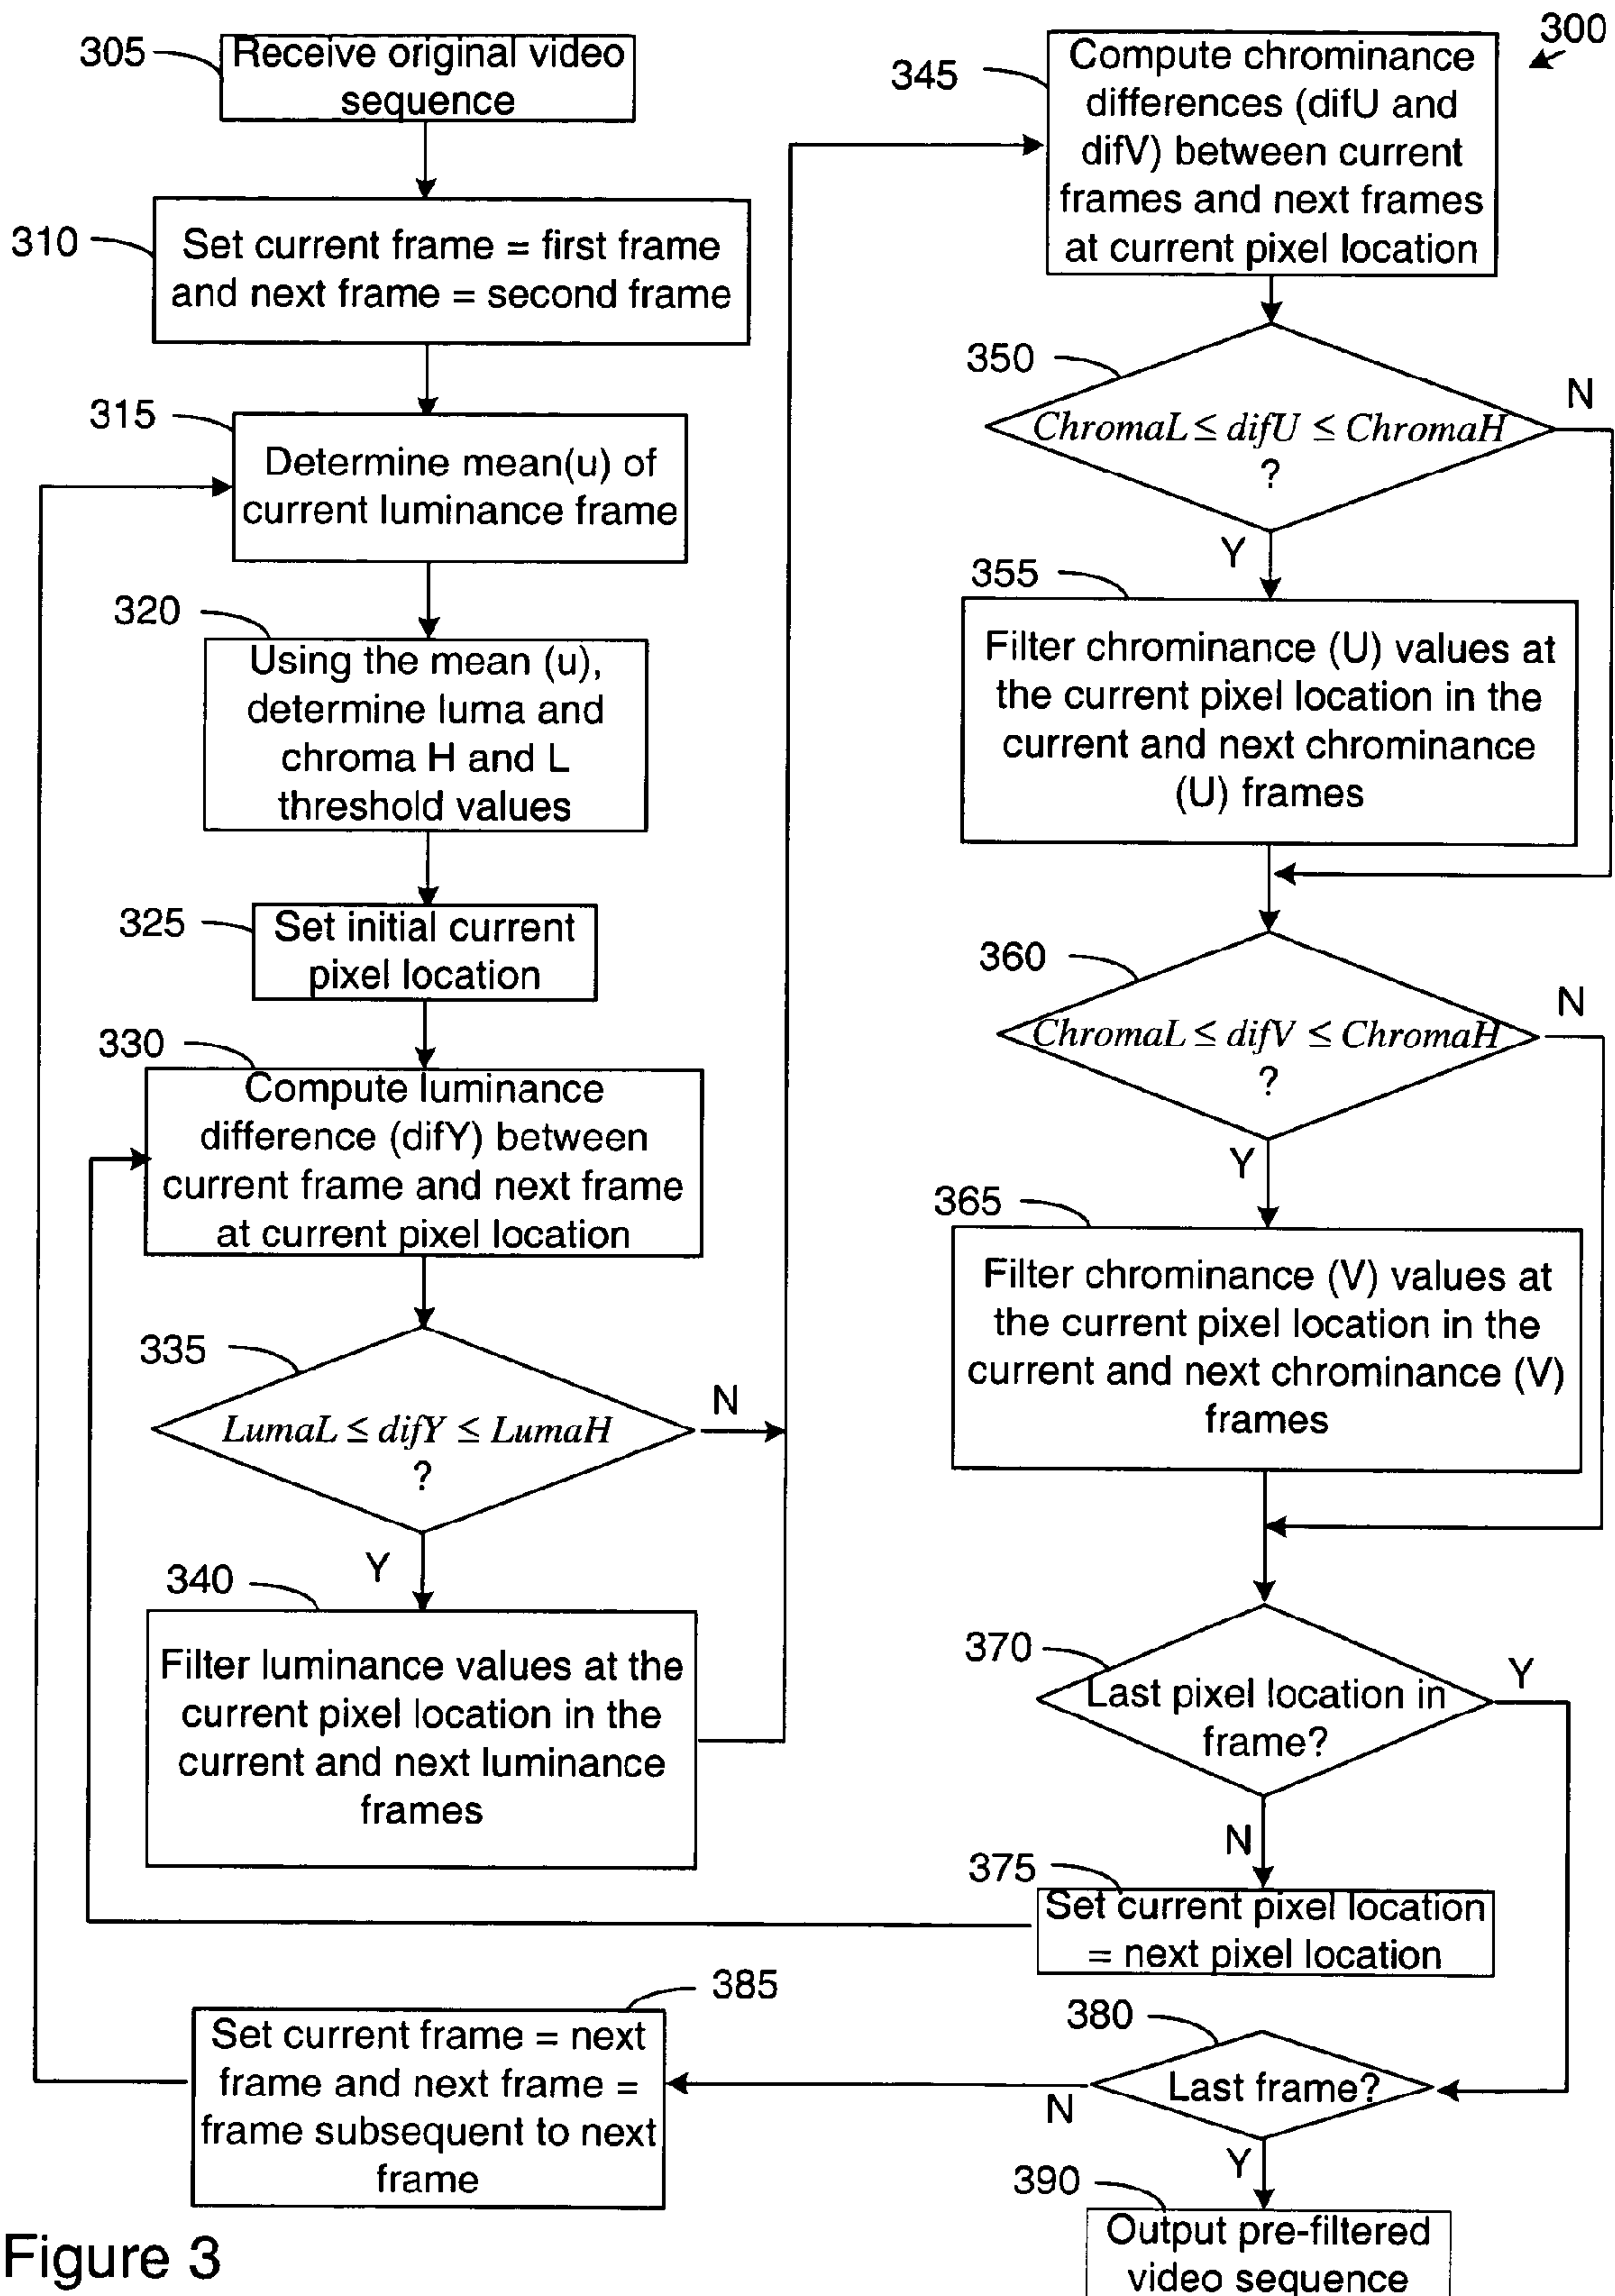 300
305
Receive original video
sequence
310
Set current frame = first frame
and next frame = second frame
315
Determine mean(u) of
current luminance frame
320
Using the mean (u),
determine luma and
chroma H and L
threshold values
325
Set initial current
pixel location
330
Compute luminance
difference (difY) between
current frame and next frame
at current pixel location
335
LumaL ≤ difY ≤ LumaH
?
N
Y
340
Filter luminance values at the
current pixel location in the
current and next luminance
frames
345
Compute chrominance
differences (difU and
difV) between current
frames and next frames
at current pixel location
350
ChromaL ≤ difU ≤ ChromaH
?
N
Y
355
Filter chrominance (U) values at
the current pixel location in the
current and next chrominance
(U) frames
360
ChromaL ≤ difV ≤ ChromaH
?
N
Y
365
Filter chrominance (V) values at
the current pixel location in the
current and next chrominance (V)
frames
370
Last pixel location in
frame?
Y
N
375
Set current pixel location
= next pixel location
380
Last frame?
N
Y
385
Set current frame = next
frame and next frame =
frame subsequent to next
frame
390
Output pre-filtered
video sequence
Figure 3